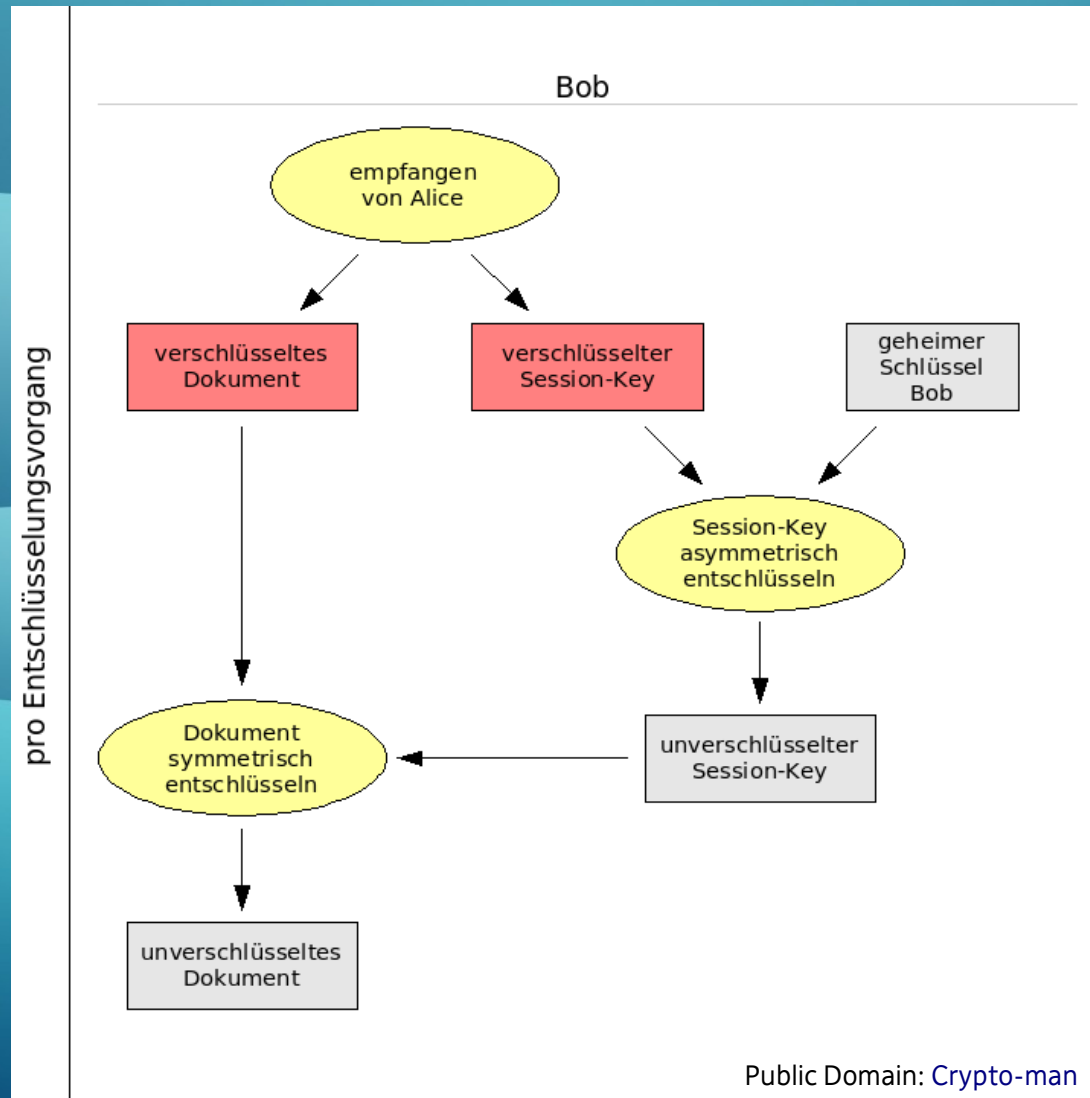 Bob
empfangen
von Alice
verschlüsseltes
Dokument
verschlüsselter
Session-Key
geheimer
Schlüssel
Bob
pro Entschlüsselungsvorgang
Session-Key
asymmetrisch
entschlüsseln
Dokument
symmetrisch
entschlüsseln
unverschlüsselter
Session-Key
unverschlüsseltes
Dokument
Public Domain: Crypto-man